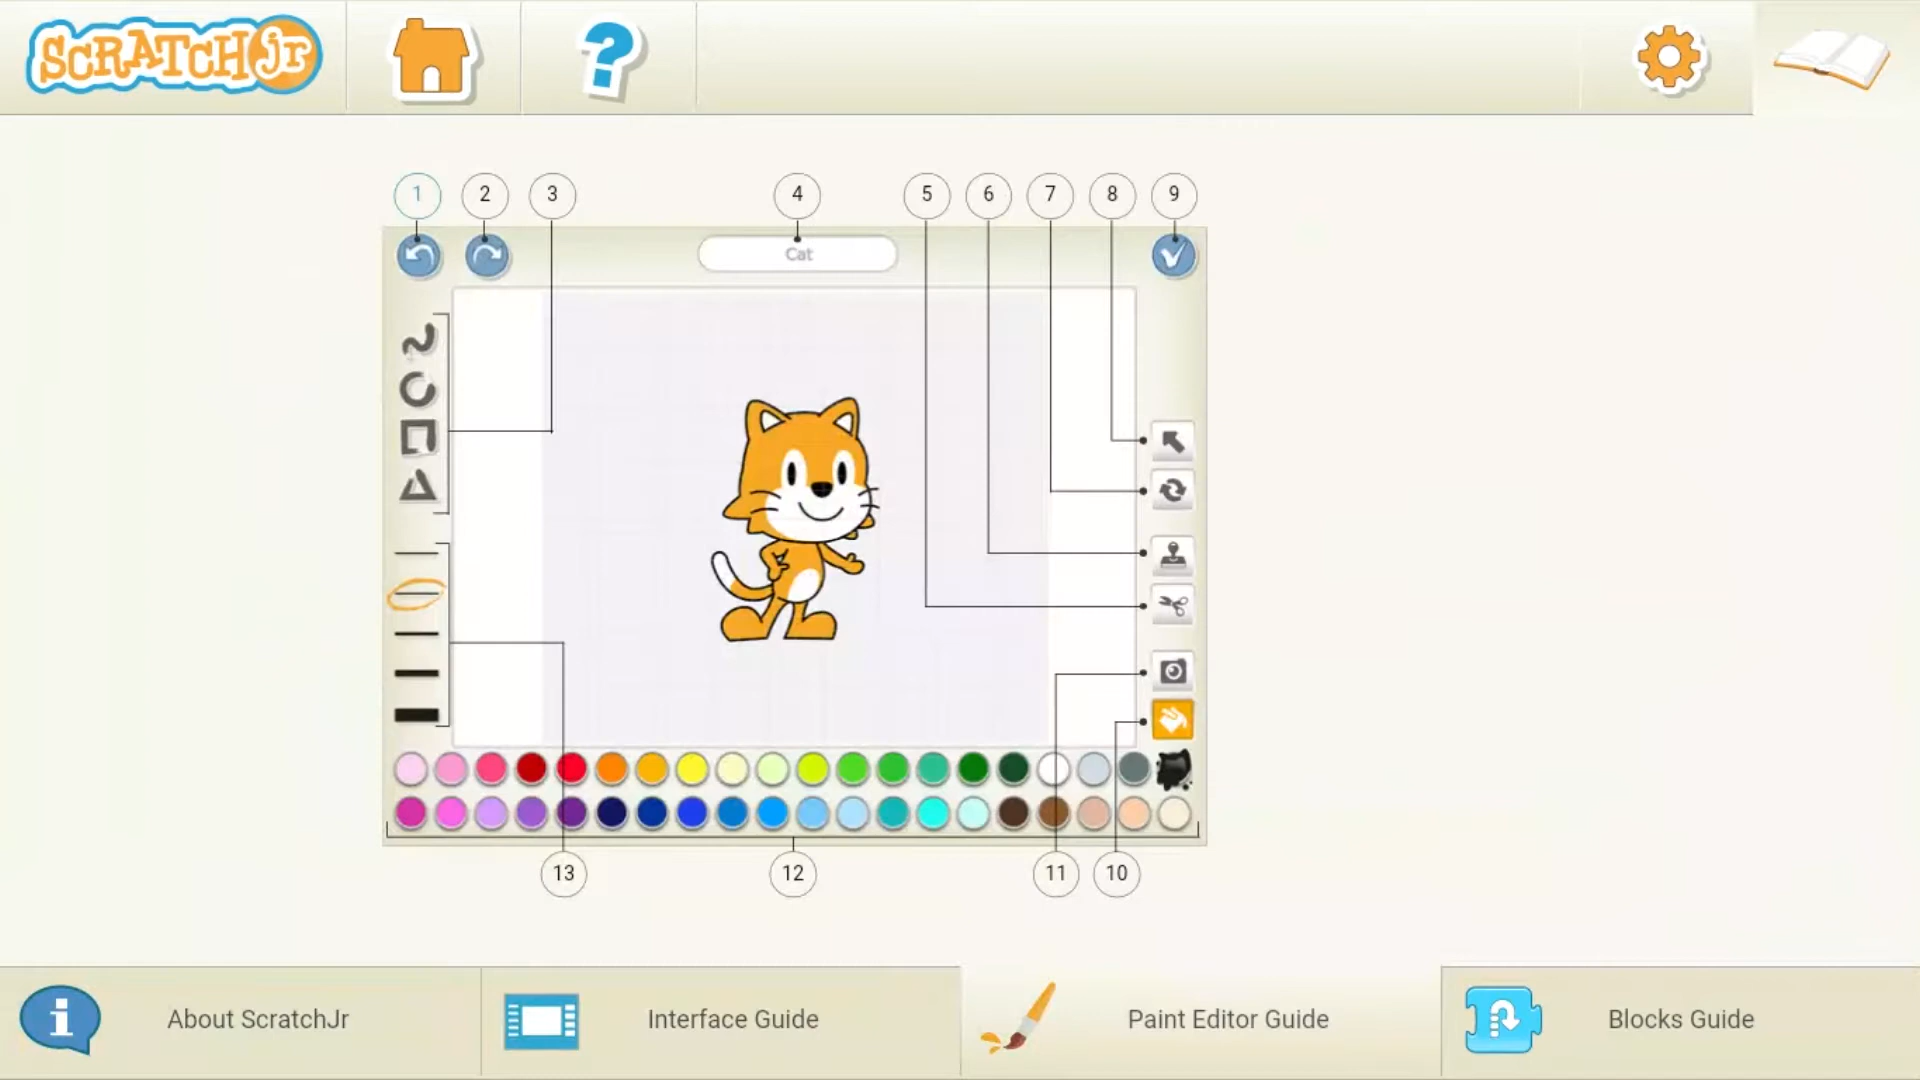 SCRATCHJr
?
1 2 3 4 5 6 7 8 9
Cat
13 12 11 10
i
About ScratchJr
Interface Guide
Paint Editor Guide
Blocks Guide